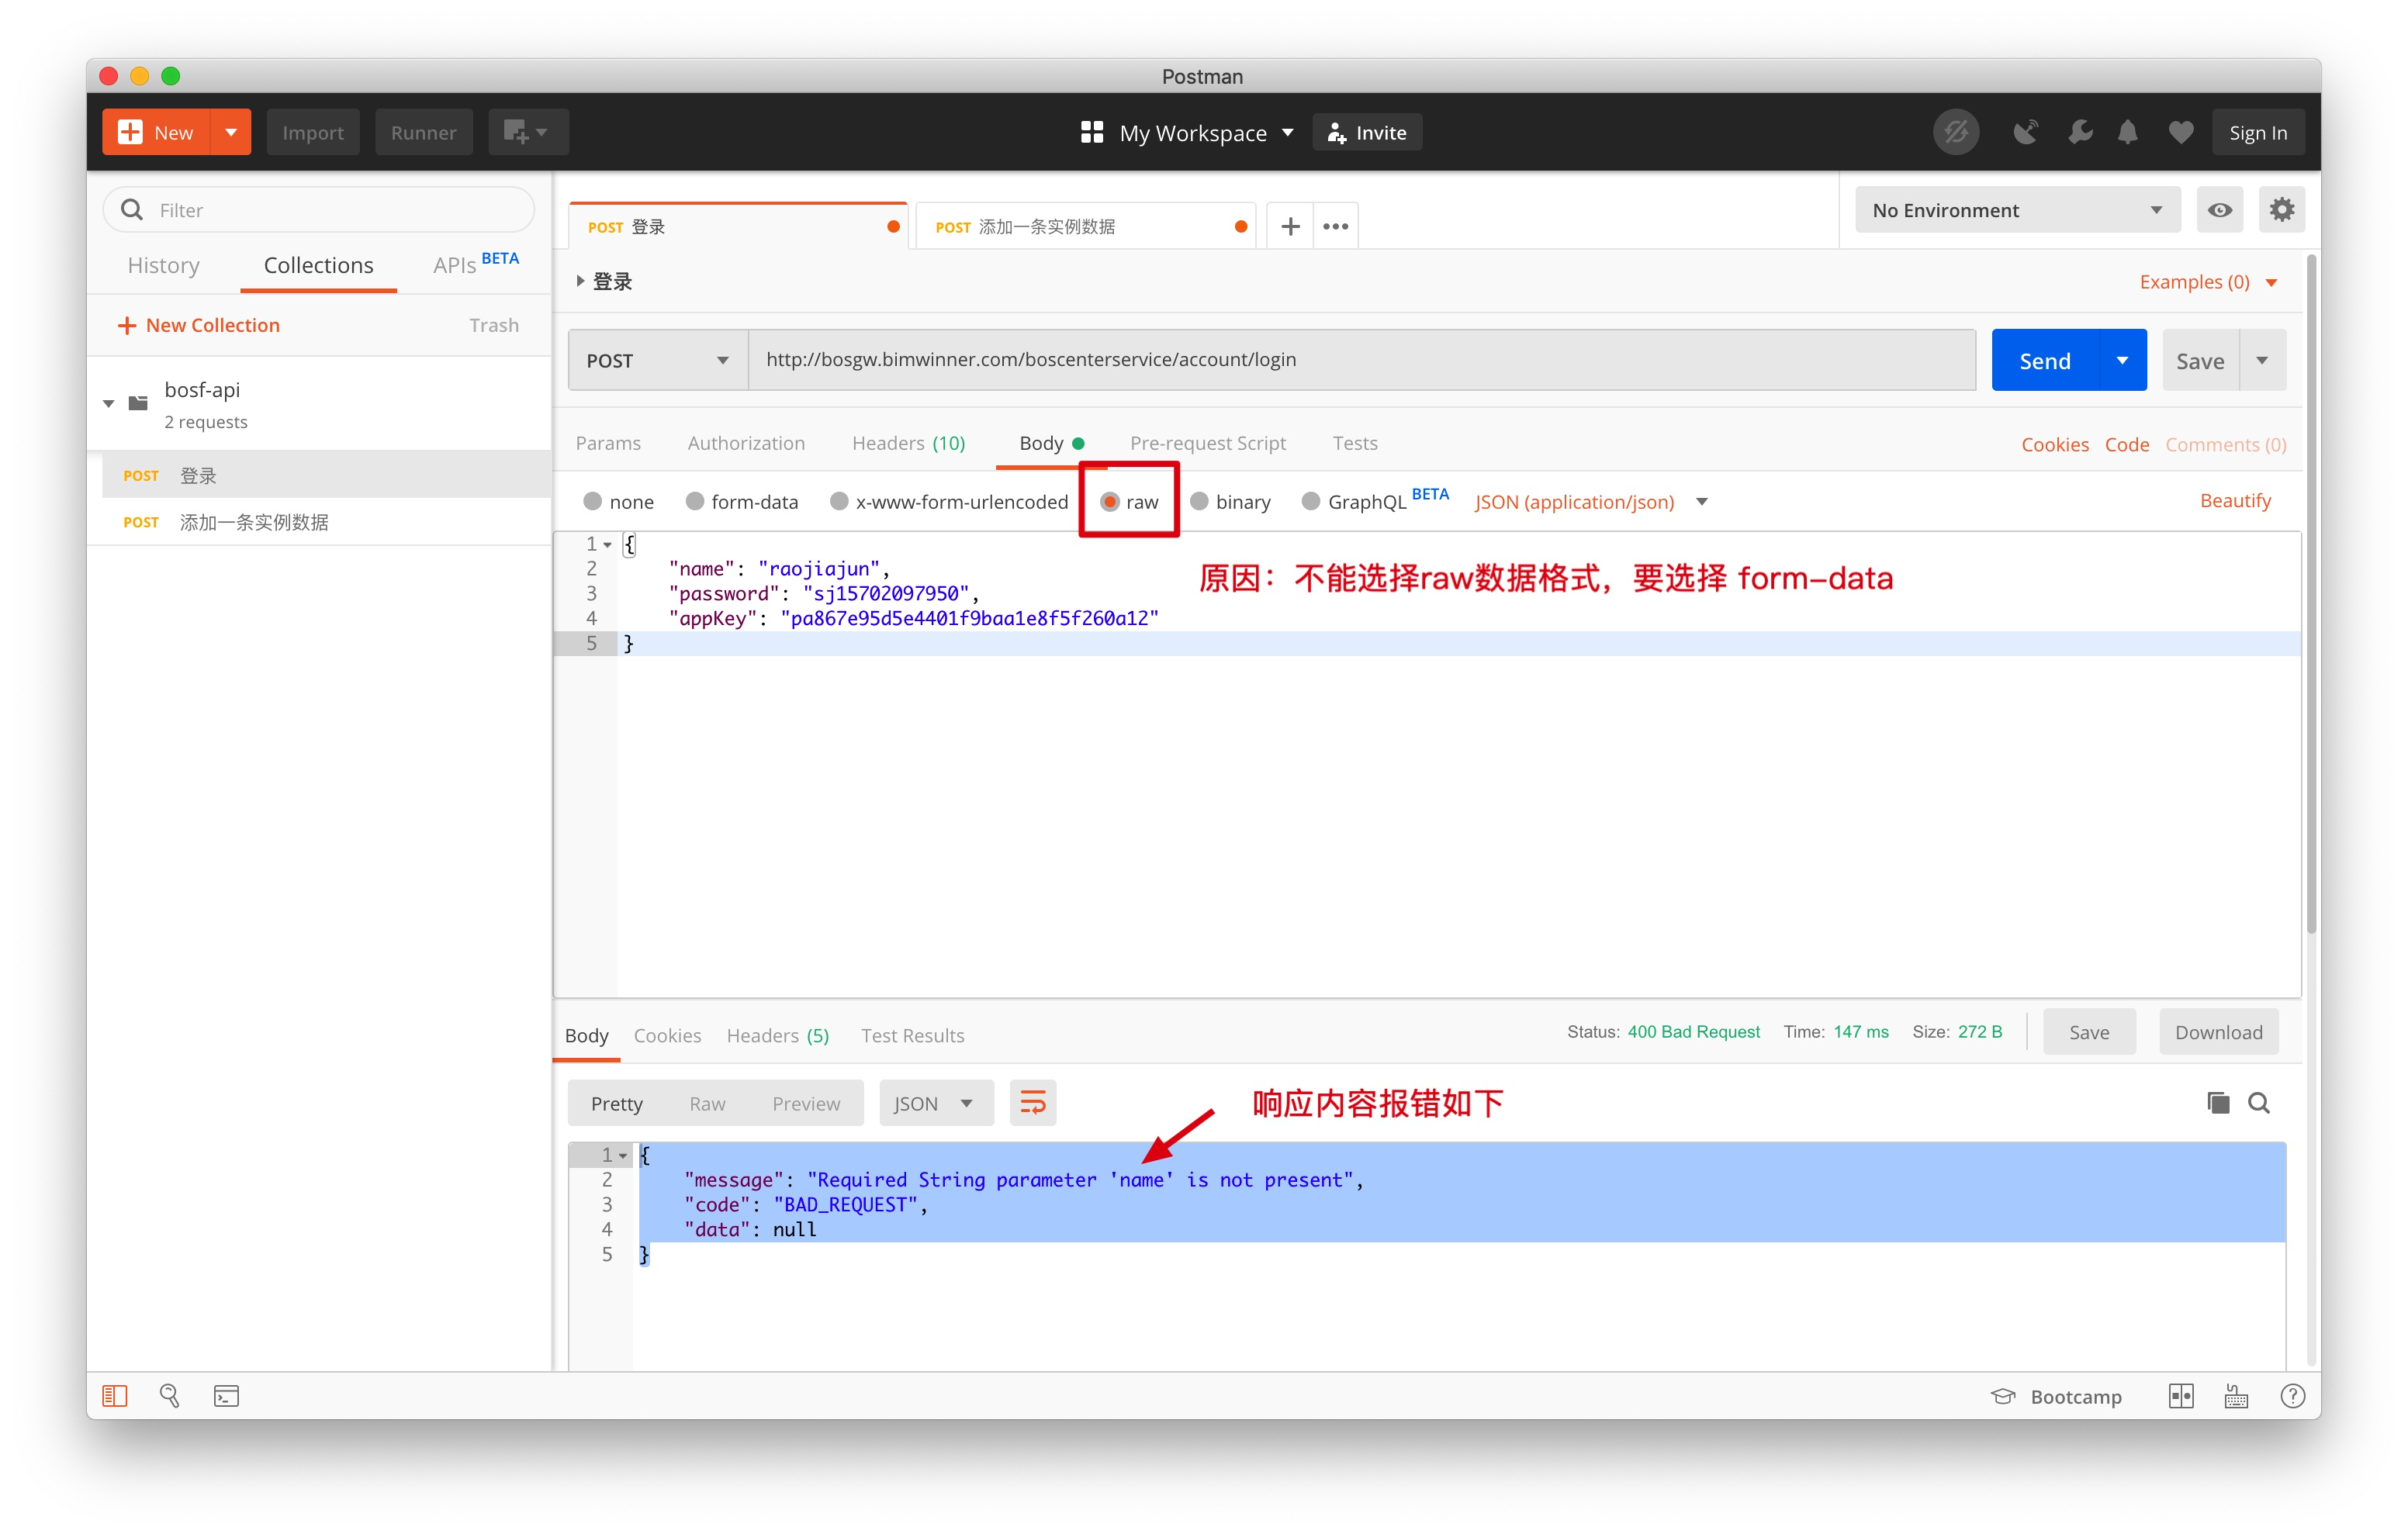 Postman
New
Import
Runner
My Workspace
Invite
Sign In
Filter
History
Collections
APIs BETA
New Collection
Trash
bosf-api
2 requests
POST 登录
POST 添加一条实例数据
POST 登录
POST 添加一条实例数据
No Environment
登录
Examples (0)
POST
http://bosgw.bimwinner.com/boscenterservice/account/login
Send
Save
Params
Authorization
Headers (10)
Body
Pre-request Script
Tests
Cookies
Code
Comments (0)
none
form-data
x-www-form-urlencoded
raw
binary
GraphQL BETA
JSON (application/json)
Beautify
1 {
2 "name": "raojiajun",
3 "password": "sj15702097950",
4 "appKey": "pa867e95d5e4401f9baa1e8f5f260a12"
5 }
原因：不能选择raw数据格式，要选择 form-data
Body
Cookies
Headers (5)
Test Results
Status: 400 Bad Request
Time: 147 ms
Size: 272 B
Save
Download
Pretty
Raw
Preview
JSON
响应内容报错如下
1 {
2 "message": "Required String parameter 'name' is not present",
3 "code": "BAD_REQUEST",
4 "data": null
5 }
Bootcamp